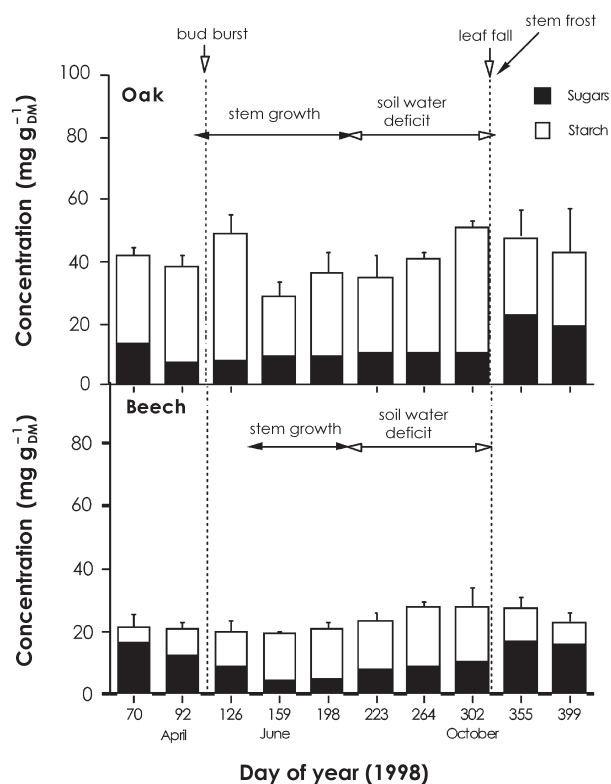 bud burst
leaf fall
stem frost
100
Oak
Sugars
Starch
stem growth
soil water
deficit
80
60
40
20
0
Concentration (mg g⁻¹DM)
Beech
stem growth
soil water
deficit
80
60
40
20
0
Concentration (mg g⁻¹DM)
70 92 126 159 198 223 264 302 355 399
April June October
Day of year (1998)